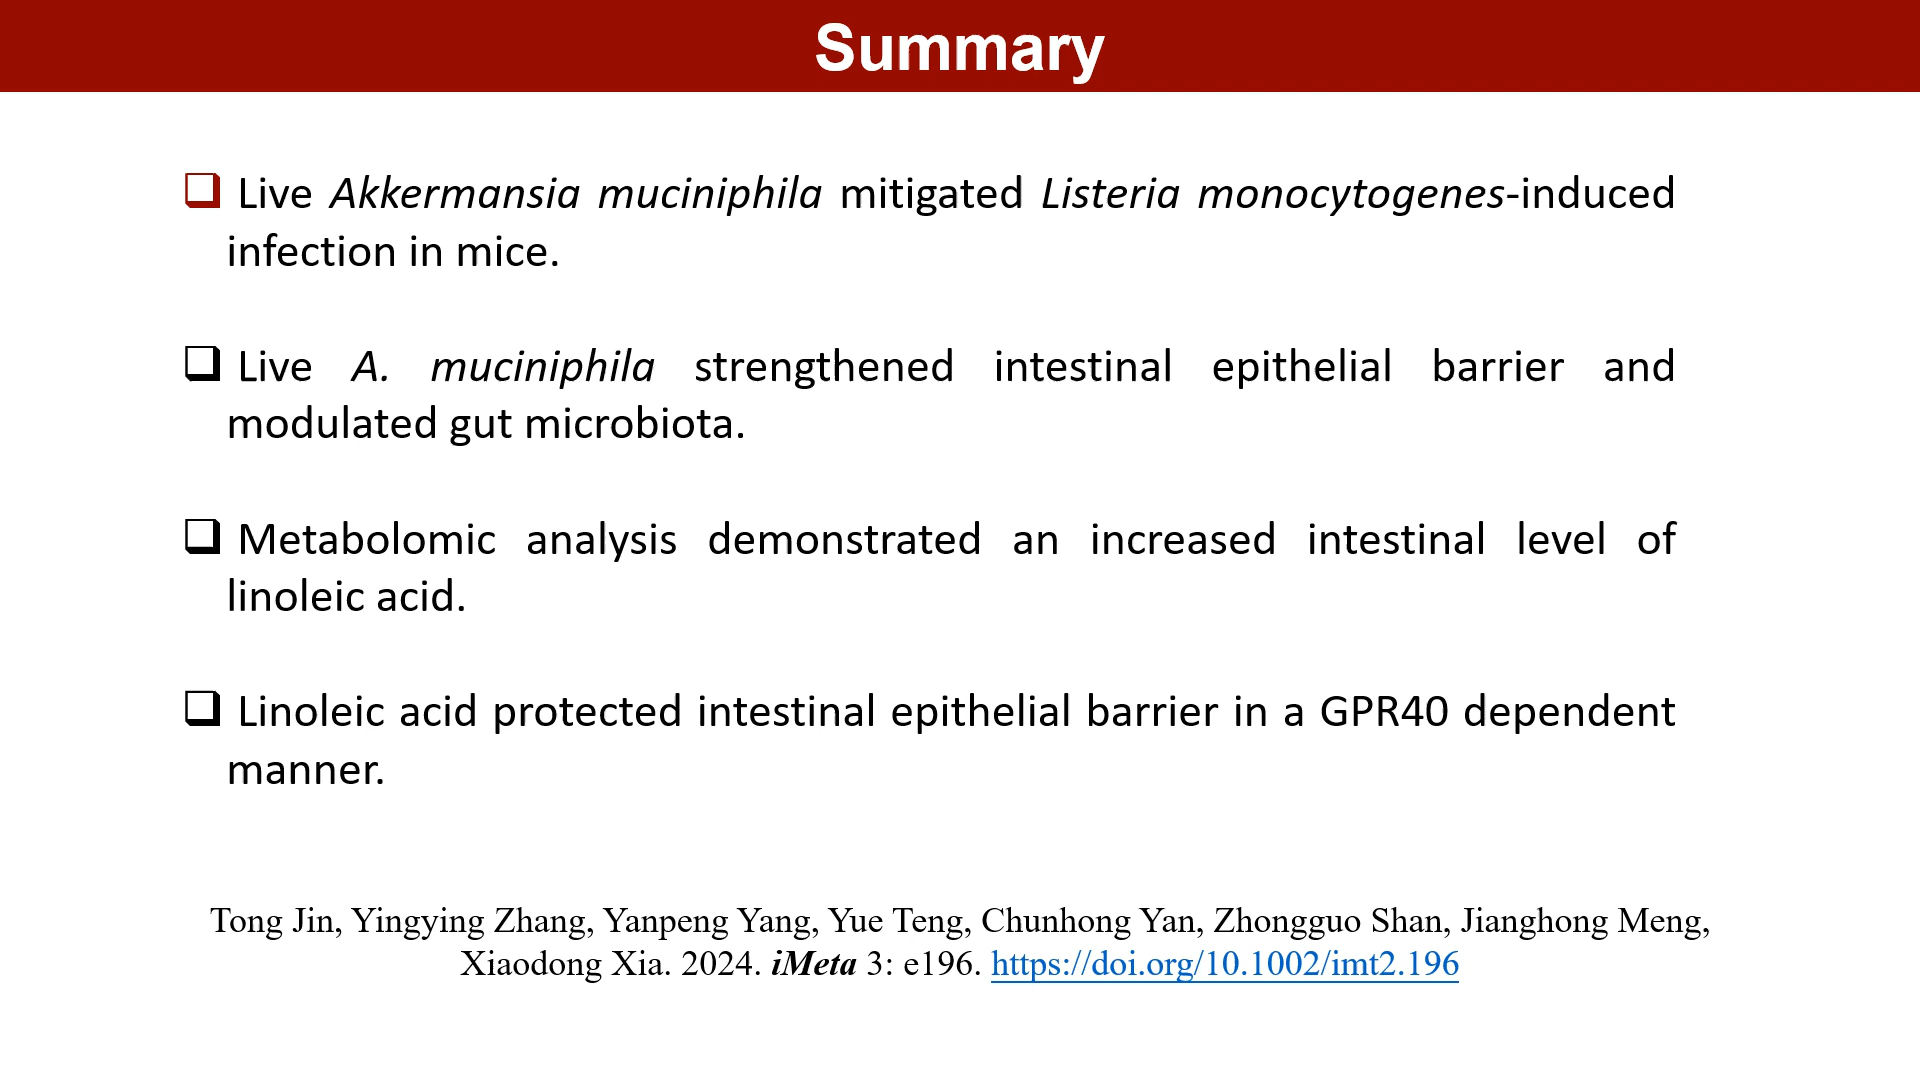 Summary
❑ Live Akkermansia muciniphila mitigated Listeria monocytogenes-induced
infection in mice.
❑ Live A. muciniphila strengthened intestinal epithelial barrier and
modulated gut microbiota.
❑ Metabolomic analysis demonstrated an increased intestinal level of
linoleic acid.
❑ Linoleic acid protected intestinal epithelial barrier in a GPR40 dependent
manner.
Tong Jin, Yingying Zhang, Yanpeng Yang, Yue Teng, Chunhong Yan, Zhongguo Shan, Jianghong Meng,
Xiaodong Xia. 2024. iMeta 3: e196. https://doi.org/10.1002/imt2.196